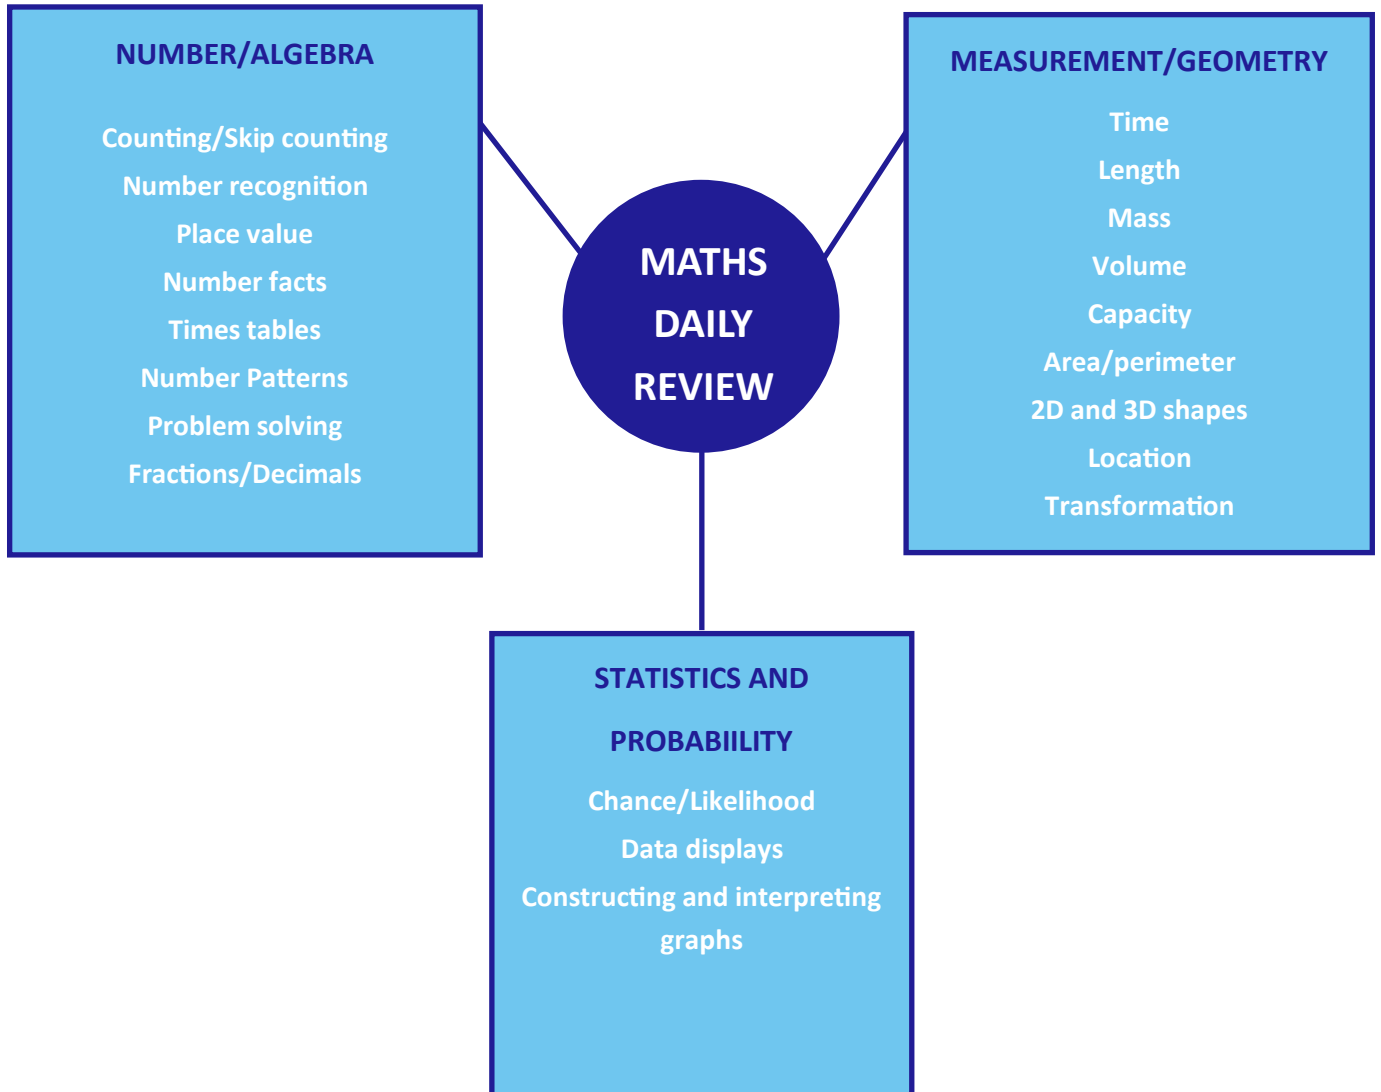 NUMBER/ALGEBRA
Counting/Skip counting
Number recognition
Place value
Number facts
Times tables
Number Patterns
Problem solving
Fractions/Decimals
MATHS
DAILY
REVIEW
MEASUREMENT/GEOMETRY
Time
Length
Mass
Volume
Capacity
Area/perimeter
2D and 3D shapes
Location
Transformation
STATISTICS AND
PROBABIILITY
Chance/Likelihood
Data displays
Constructing and interpreting
graphs